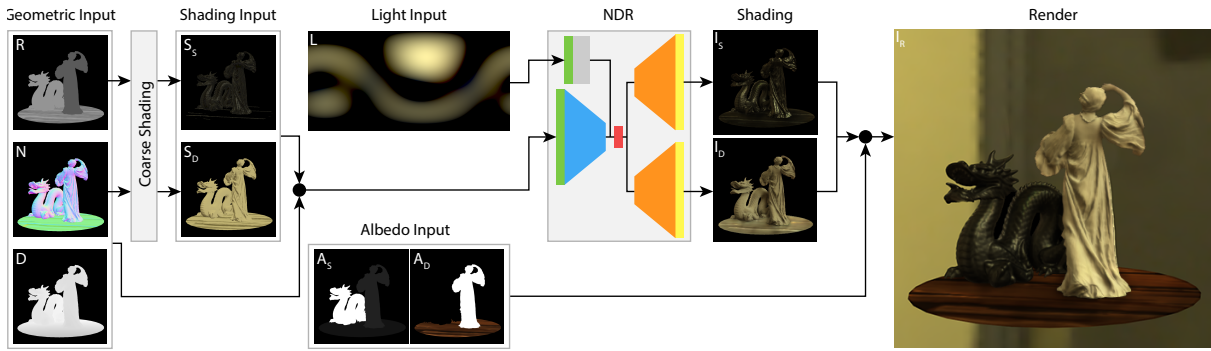 Geometric Input
Shading Input
Light Input
NDR
Shading
Render
R
N
D
Coarse Shading
S_S
S_D
L
Albedo Input
A_S
A_D
I_S
I_D
I_R